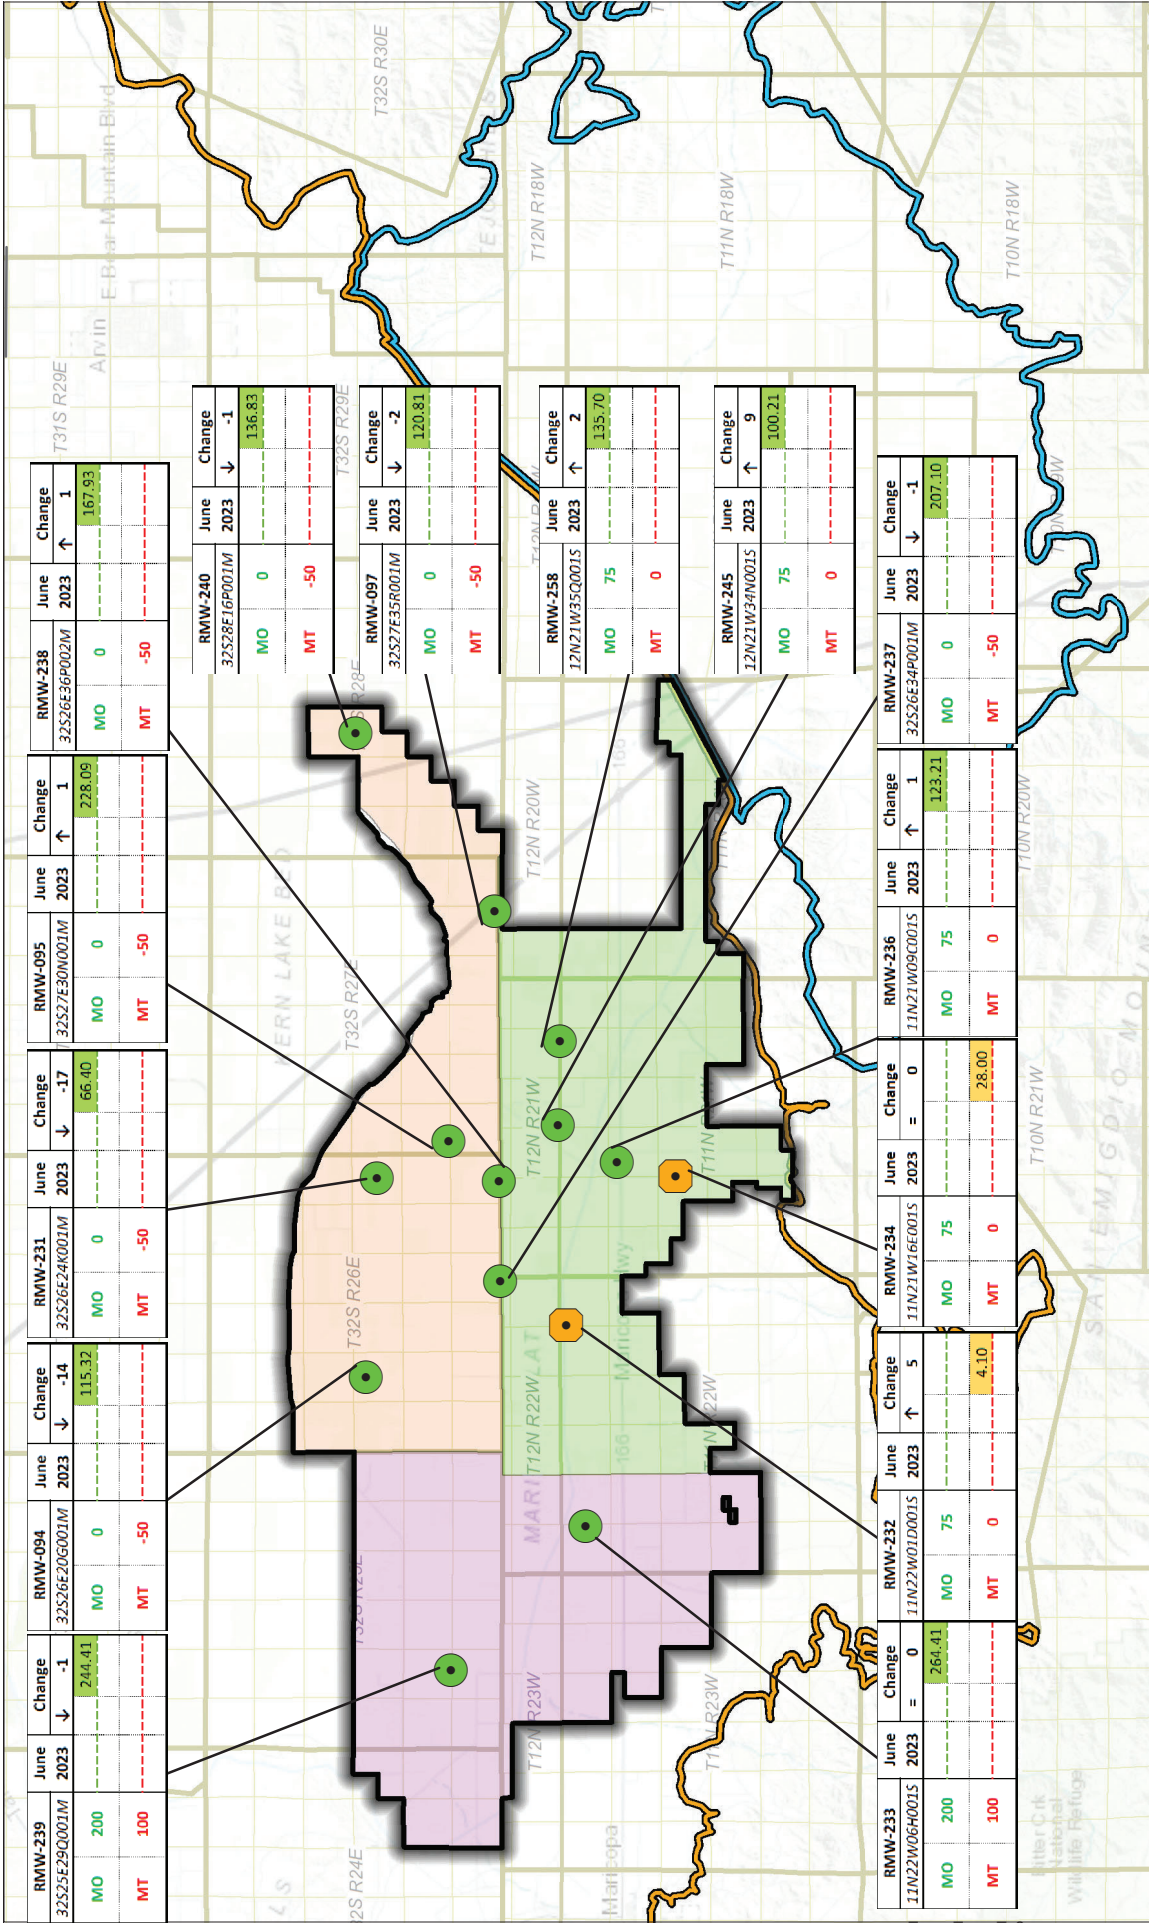 RMW-239
32S25E29Q001M
June 2023
Change
↓ -1
MO 200 244.41
MT 100
RMW-094
32S26E20G001M
June 2023
Change
↓ -14
MO 0 115.32
MT -50
RMW-231
32S26E24K001M
June 2023
Change
↓ -17
MO 0 66.40
MT -50
RMW-095
32S27E30N001M
June 2023
Change
↑ 1
MO 0 228.09
MT -50
RMW-238
32S26E36P002M
June 2023
Change
↑ 1
MO 0 167.93
MT -50
RMW-240
32S28E16P001M
June 2023
Change
↓ -1
MO 0 136.83
MT -50
RMW-097
32S27E35R001M
June 2023
Change
↓ -2
MO 0 120.81
MT -50
RMW-258
12N21W35Q001S
June 2023
Change
↑ 2
MO 75 135.70
MT 0
RMW-245
12N21W34N001S
June 2023
Change
↑ 9
MO 75 100.21
MT 0
RMW-233
11N22W06H001S
June 2023
Change
= 0
MO 200 264.41
MT 100
RMW-232
11N22W01D001S
June 2023
Change
↑ 5
MO 75
MT 0 4.10
RMW-234
11N21W16E001S
June 2023
Change
= 0
MO 75
MT 0 28.00
RMW-236
11N21W09C001S
June 2023
Change
↑ 1
MO 75 123.21
MT 0
RMW-237
32S26E34P001M
June 2023
Change
↓ -1
MO 0 207.10
MT -50
T31S R29E
Arvin
E Bear Mountain Blvd
T32S R30E
T32S R29E
T32S R27E
T32S R26E
T12N R18W
T11N R18W
T10N R18W
T12N R20W
T12N R21W
T12N R22W
T12N R23W
T11N R23W
T10N R20W
T10N R21W
Maricopa
166
166